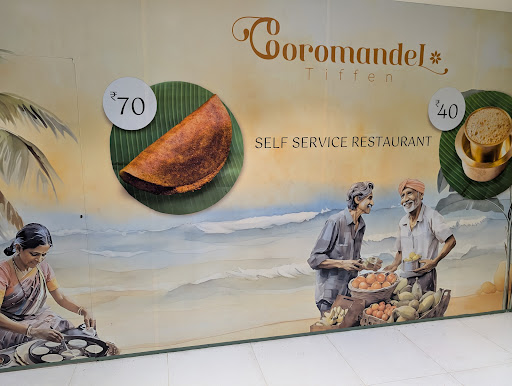 Coromandel
Tiffen
₹70
₹40
SELF SERVICE RESTAURANT